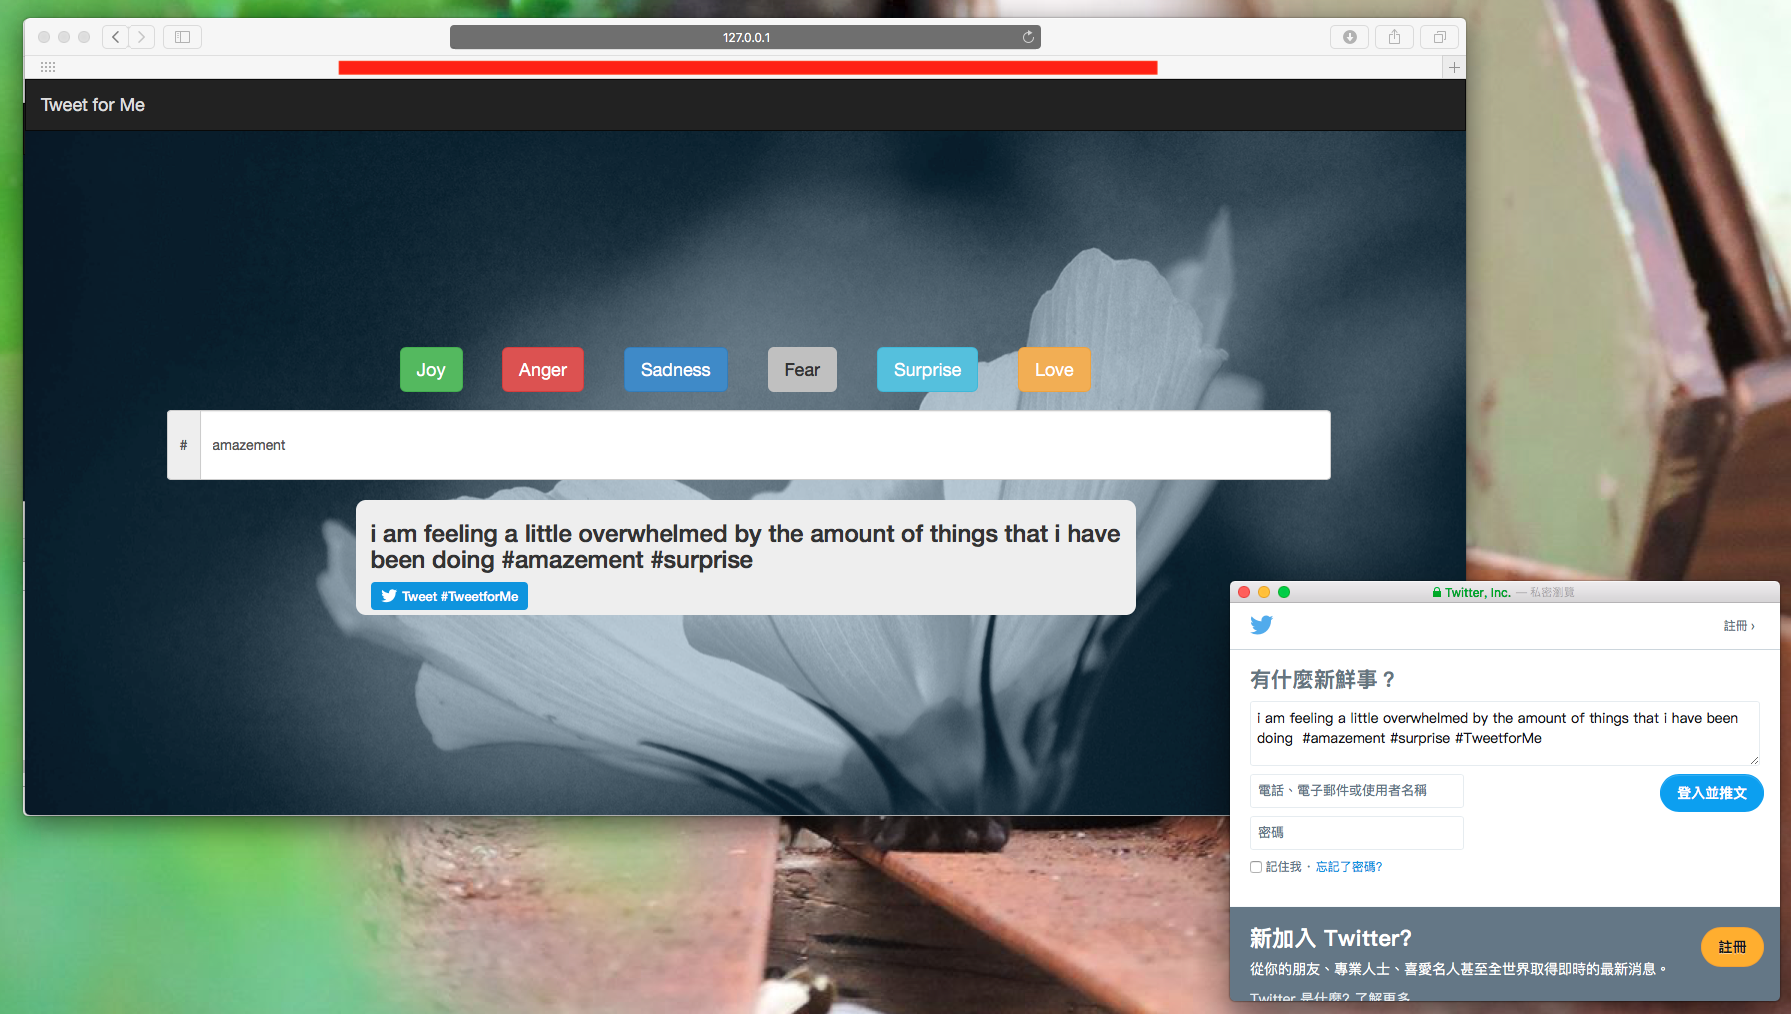 127.0.0.1
Tweet for Me
Joy
Anger
Sadness
Fear
Surprise
Love
#
amazement
i am feeling a little overwhelmed by the amount of things that i have
been doing #amazement #surprise
Tweet #TweetforMe
Twitter, Inc. — 私密瀏覽
註冊 ›
有什麼新鮮事？
i am feeling a little overwhelmed by the amount of things that i have been
doing  #amazement #surprise #TweetforMe
電話、電子郵件或使用者名稱
登入並推文
密碼
記住我 · 忘記了密碼?
新加入 Twitter?
註冊
從你的朋友、專業人士、喜愛名人甚至全世界取得即時的最新消息。
Twitter 是什麼? 了解更多